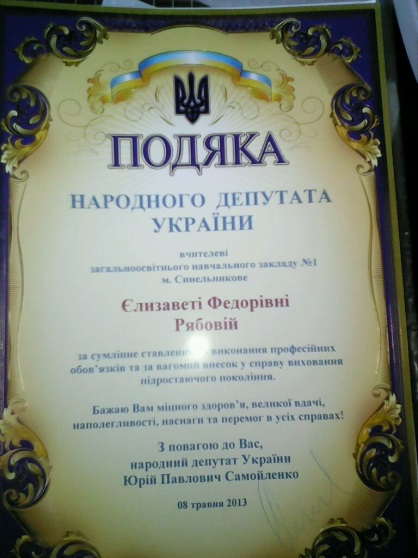 ПОДЯКА
НАРОДНОГО ДЕПУТАТА
УКРАЇНИ
вчителеві
загальноосвітнього навчального закладу №1
м. Синельникове
Єлизаветі Федорівні
Рябовій
за сумлінне ставлення виконання професійних
обов'язків та за вагомий внесок у справу виховання
підростаючого покоління.
Бажаю Вам міцного здоров'я, великої вдачі,
наполегливості, наснаги та перемог в усіх справах!
З повагою до Вас,
народний депутат України
Юрій Павлович Самойленко
08 травня 2013